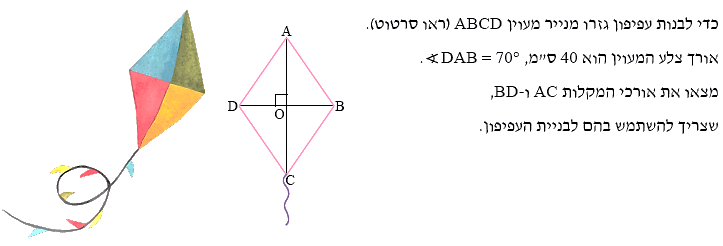 כדי לבנות עפיפון גזרו מנייר מעוין ABCD (ראו סרטוט).
אורך צלע המעוין הוא 40 ס״מ, ∢DAB = 70°.
מצאו את אורכי המקלות AC ו-BD,
שצריך להשתמש בהם לבניית העפיפון.
A
D
B
O
C